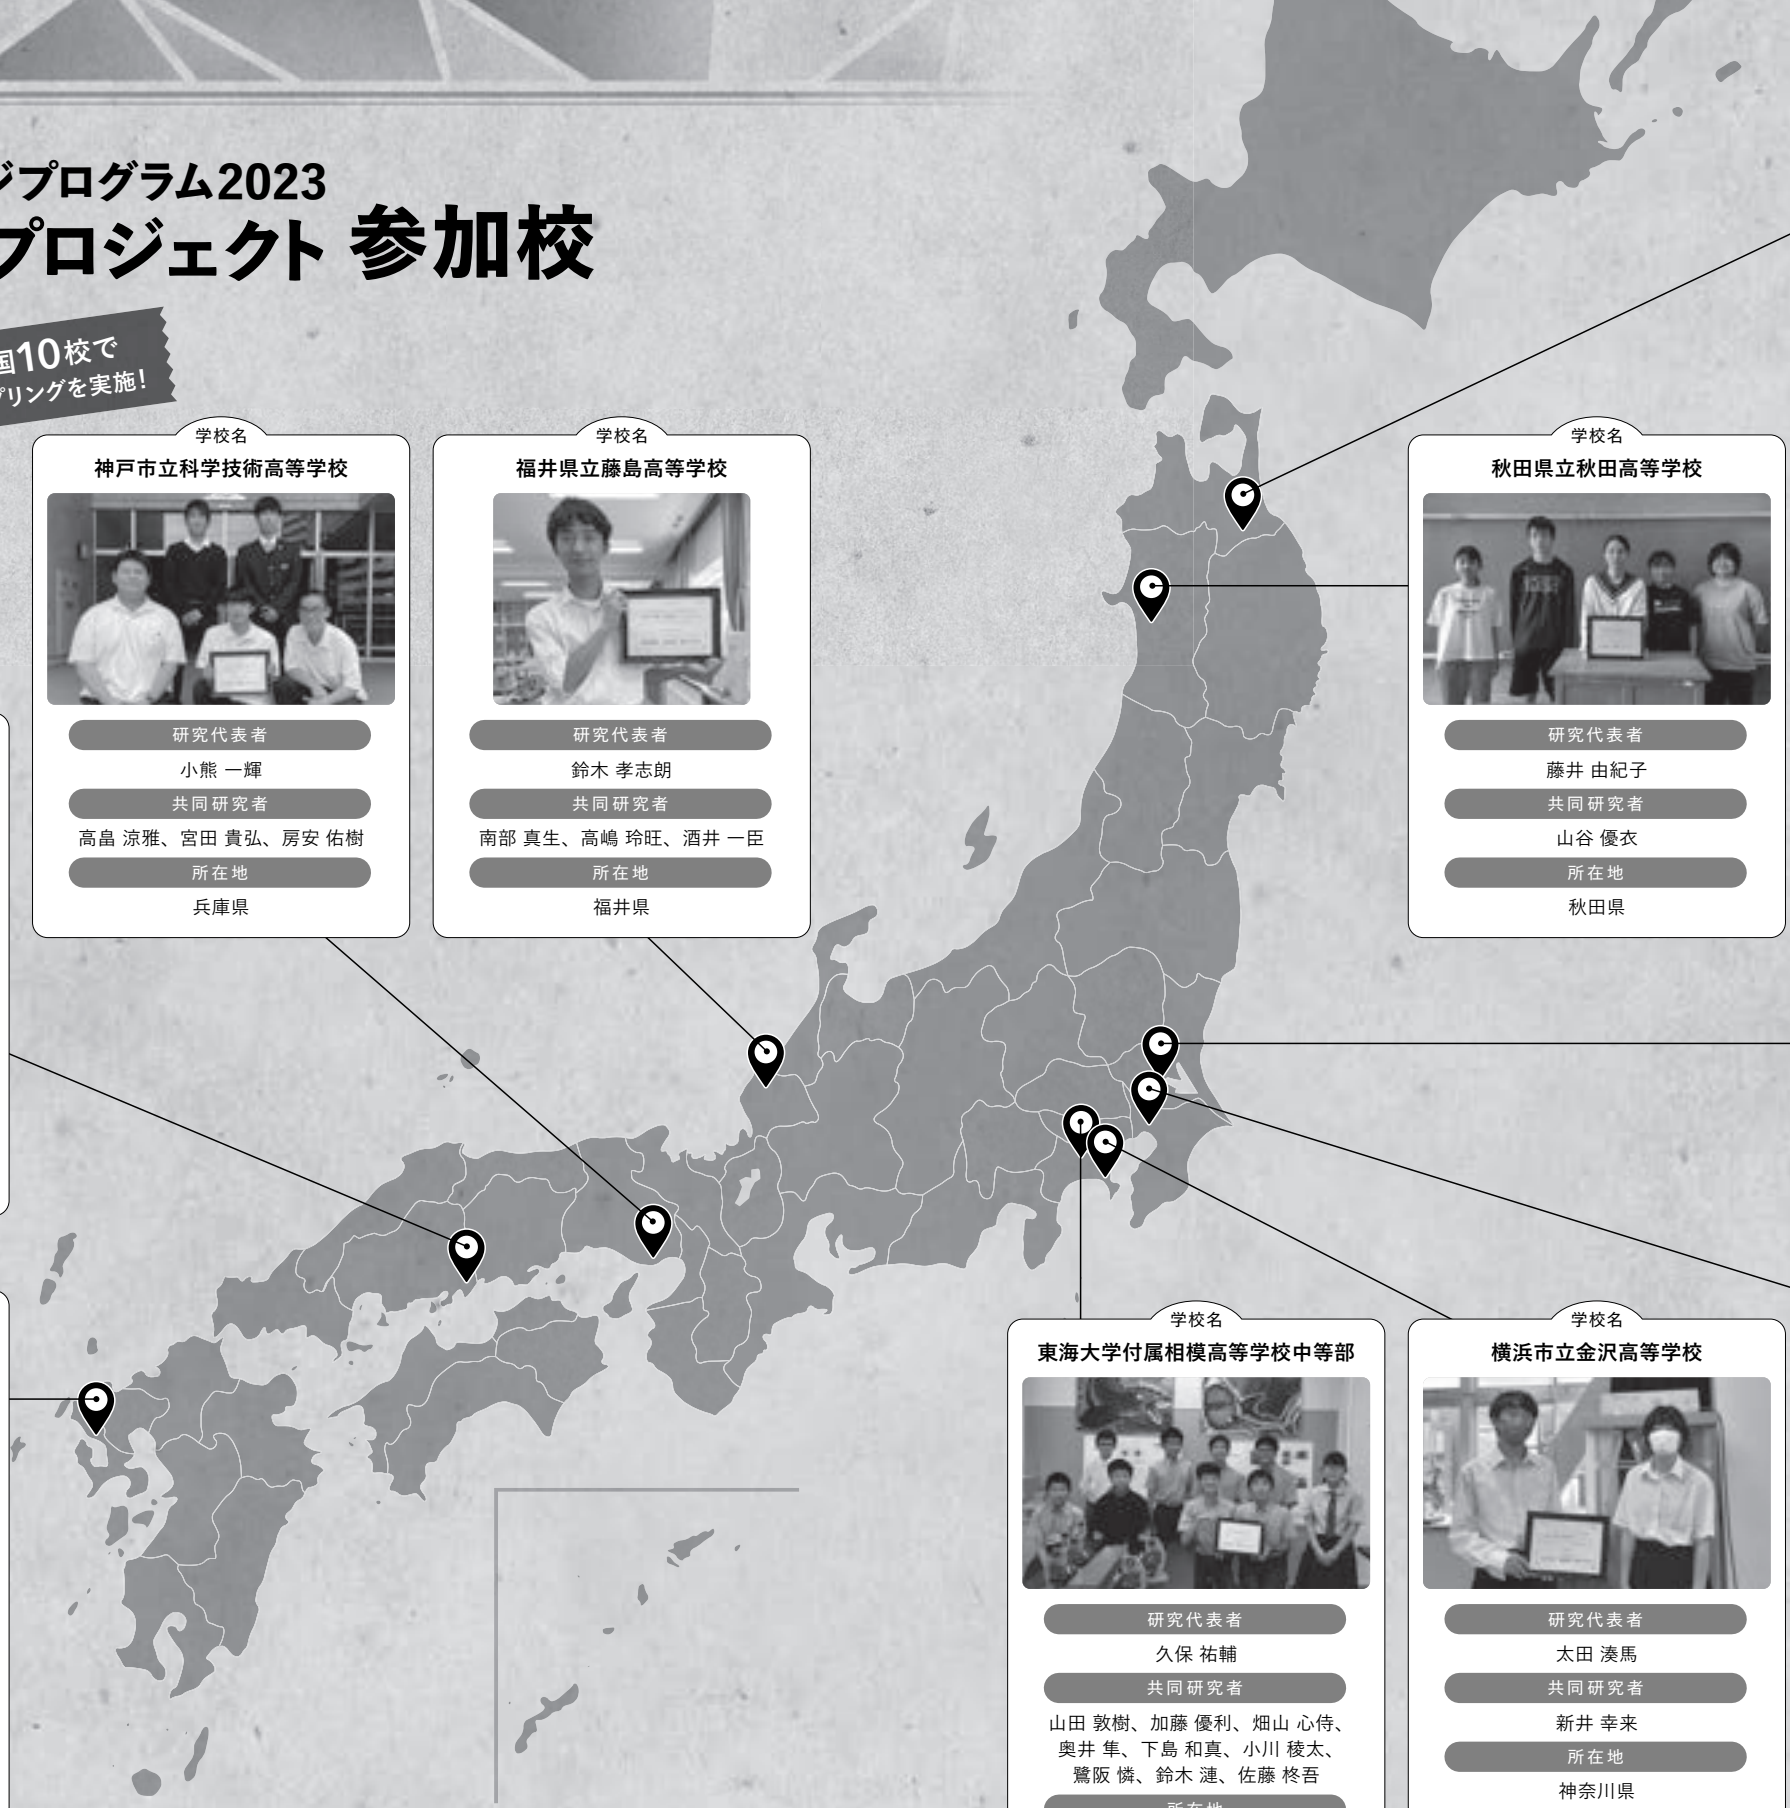 ジプログラム2023
プロジェクト 参加校
国10校で
プリングを実施！
学校名
神戸市立科学技術高等学校
研究代表者
小熊 一輝
共同研究者
高畠 涼雅、宮田 貴弘、房安 佑樹
所在地
兵庫県
学校名
福井県立藤島高等学校
研究代表者
鈴木 孝志朗
共同研究者
南部 真生、高嶋 玲旺、酒井 一臣
所在地
福井県
学校名
秋田県立秋田高等学校
研究代表者
藤井 由紀子
共同研究者
山谷 優衣
所在地
秋田県
学校名
東海大学付属相模高等学校中等部
研究代表者
久保 祐輔
共同研究者
山田 敦樹、加藤 優利、畑山 心侍、
奥井 隼、下島 和真、小川 稜太、
鷺阪 憐、鈴木 漣、佐藤 柊吾
所在地
学校名
横浜市立金沢高等学校
研究代表者
太田 湊馬
共同研究者
新井 幸来
所在地
神奈川県